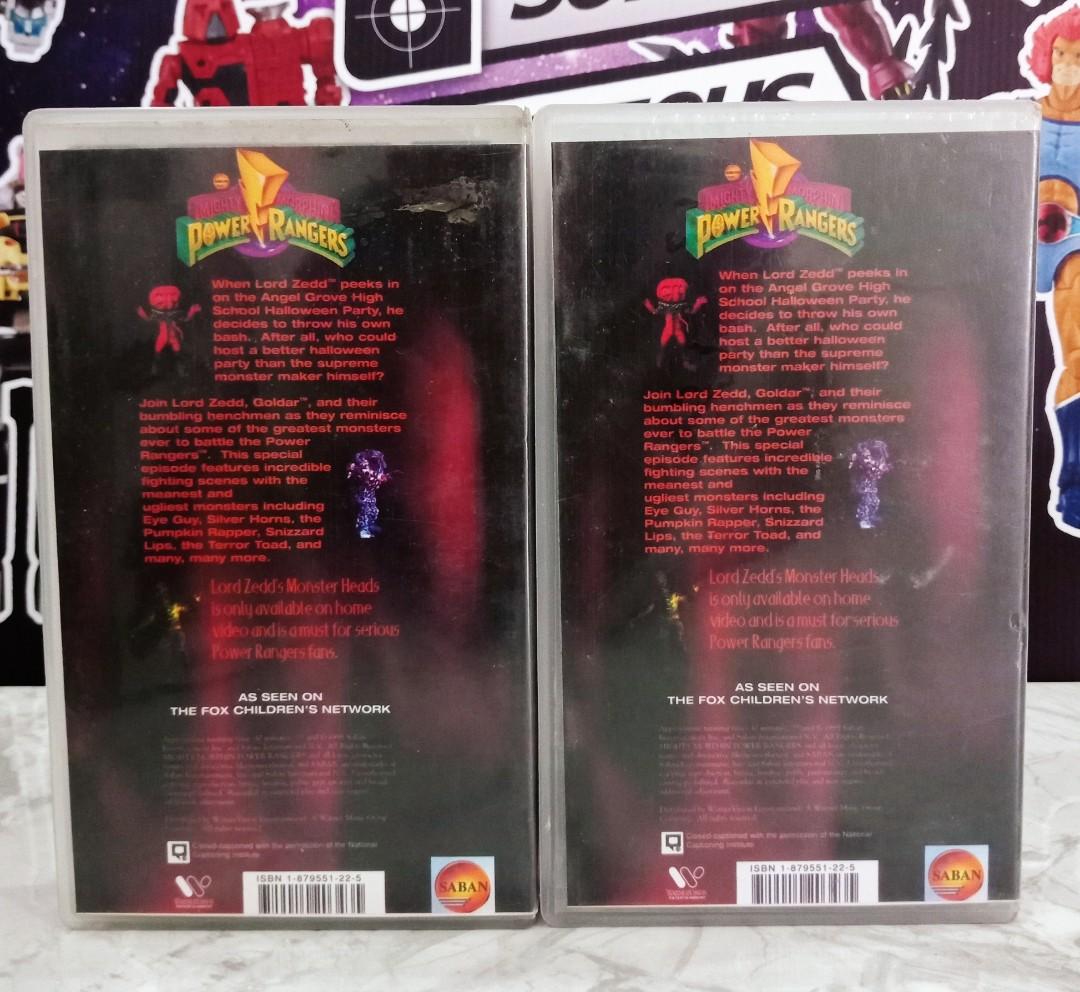 MIGHTY MORPHIN
POWER RANGERS
When Lord Zedd™ peeks in
on the Angel Grove High
School Halloween Party, he
decides to throw his own
bash. After all, who could
host a better halloween
party than the supreme
monster maker himself?
Join Lord Zedd, Goldar™, and their
bumbling henchmen as they reminisce
about some of the greatest monsters
ever to battle the Power
Rangers™. This special
episode features incredible
fighting scenes with the
meanest and
ugliest monsters including
Eye Guy, Silver Horns, the
Pumpkin Rapper, Snizzard
Lips, the Terror Toad, and
many, many more.
Lord Zedd's Monster Heads
is only available on home
video and is a must for serious
Power Rangers fans.
AS SEEN ON
THE FOX CHILDREN'S NETWORK
Closed-captioned with the permission of the National
Captioning Institute
ISBN 1-879551-22-5
SABAN
MIGHTY MORPHIN
POWER RANGERS
When Lord Zedd™ peeks in
on the Angel Grove High
School Halloween Party, he
decides to throw his own
bash. After all, who could
host a better halloween
party than the supreme
monster maker himself?
Join Lord Zedd, Goldar™, and their
bumbling henchmen as they reminisce
about some of the greatest monsters
ever to battle the Power
Rangers™. This special
episode features incredible
fighting scenes with the
meanest and
ugliest monsters including
Eye Guy, Silver Horns, the
Pumpkin Rapper, Snizzard
Lips, the Terror Toad, and
many, many more.
Lord Zedd's Monster Heads
is only available on home
video and is a must for serious
Power Rangers fans.
AS SEEN ON
THE FOX CHILDREN'S NETWORK
Closed-captioned with the permission of the National
Captioning Institute
ISBN 1-879551-22-5
SABAN